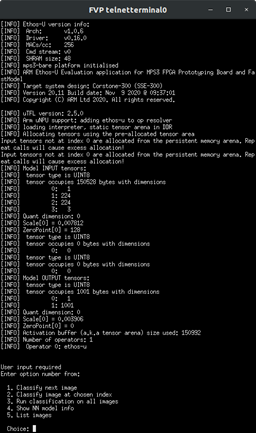 FVP telnetterminal0
[INFO] Ethos-U version info:
[INFO]  Arch:       v1.0.6
[INFO]  Driver:     v0.16.0
[INFO]  MACs/cc:    256
[INFO]  Cmd stream: v0
[INFO]  SHRAM size: 48
[INFO] mps3-bare platform initialised
[INFO] ARM Ethos-U Evaluation application for MPS3 FPGA Prototyping Board and Fa
stModel
[INFO] Target system design: Corstone-300 (SSE-300)
[INFO] Version 20.11 Build date: Nov  9 2020 @ 09:37:01
[INFO] Copyright (C) ARM Ltd 2020. All rights reserved.
[INFO] uTFL version: 2.5.0
[INFO] Arm uNPU support: adding ethos-u to op resolver
[INFO] loading interpreter, static tensor arena in IDR
[INFO] Allocating tensors using the pre-allocated tensor area
Input tensors not at index 0 are allocated from the persistent memory arena. Rep
eat calls will cause excess allocation!
Input tensors not at index 0 are allocated from the persistent memory arena. Rep
eat calls will cause excess allocation!
[INFO] Model INPUT tensors:
[INFO]  tensor type is UINT8
[INFO]  tensor occupies 150528 bytes with dimensions
[INFO]          0:   1
[INFO]          1: 224
[INFO]          2: 224
[INFO]          3:   3
[INFO] Quant dimension: 0
[INFO] Scale[0] = 0.007812
[INFO] ZeroPoint[0] = 128
[INFO]  tensor type is UINT8
[INFO]  tensor occupies 0 bytes with dimensions
[INFO]          0:   0
[INFO]  tensor type is UINT8
[INFO]  tensor occupies 0 bytes with dimensions
[INFO]          0:   0
[INFO] Model OUTPUT tensors:
[INFO]  tensor type is UINT8
[INFO]  tensor occupies 1001 bytes with dimensions
[INFO]          0:   1
[INFO]          1: 1001
[INFO] Quant dimension: 0
[INFO] Scale[0] = 0.003906
[INFO] ZeroPoint[0] = 0
[INFO] Activation buffer (a.k.a tensor arena) size used: 150992
[INFO] Number of operators: 1
[INFO]  Operator 0: ethos-u
User input required
Enter option number from:
1. Classify next image
2. Classify image at chosen index
3. Run classification on all images
4. Show NN model info
5. List images
Choice: